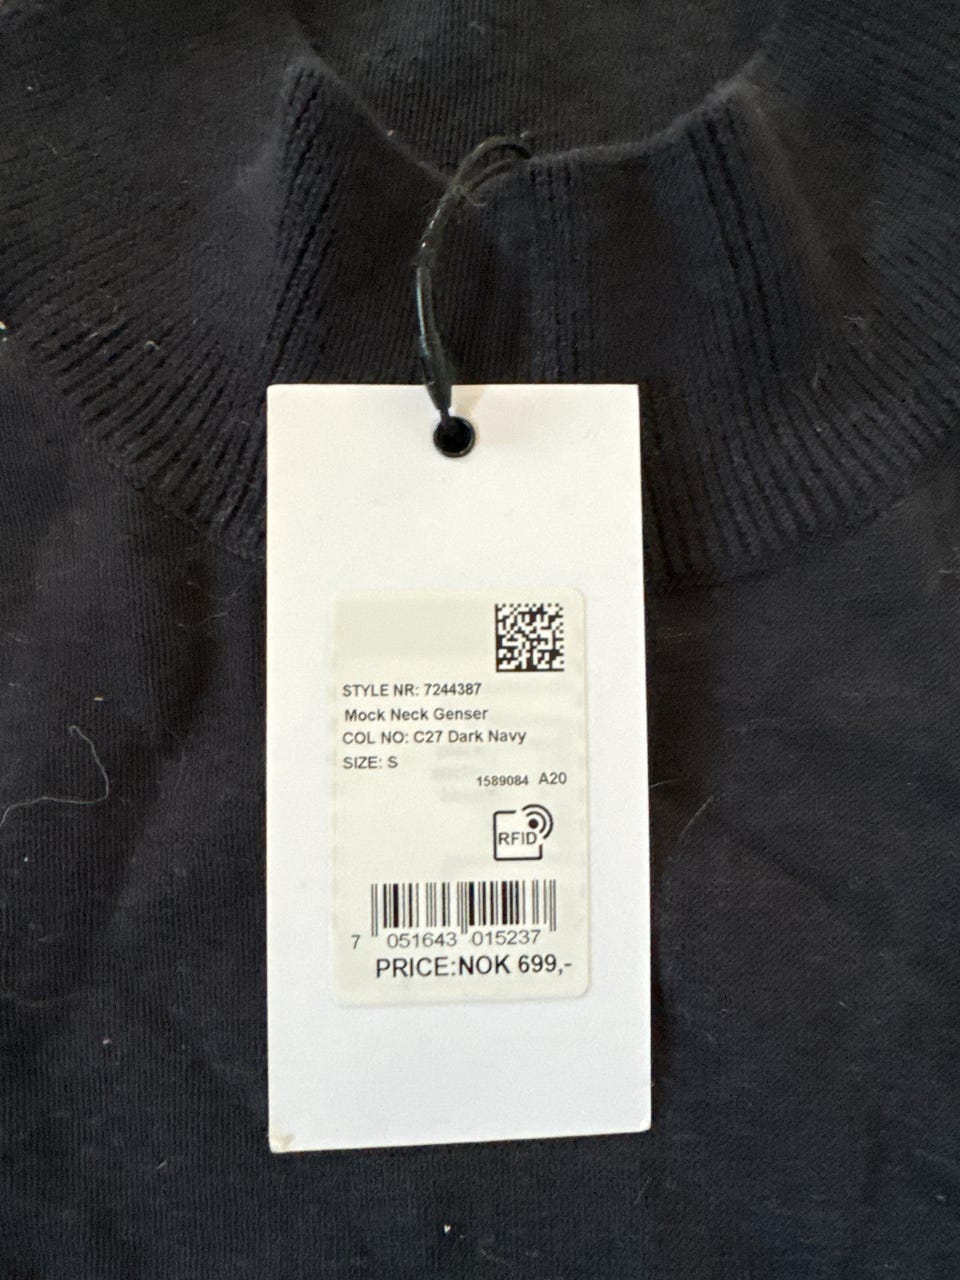 STYLE NR: 7244387
Mock Neck Genser
COL NO: C27 Dark Navy
SIZE: S
1589084 A20
RFID
7 051643 015237
PRICE:NOK 699,-